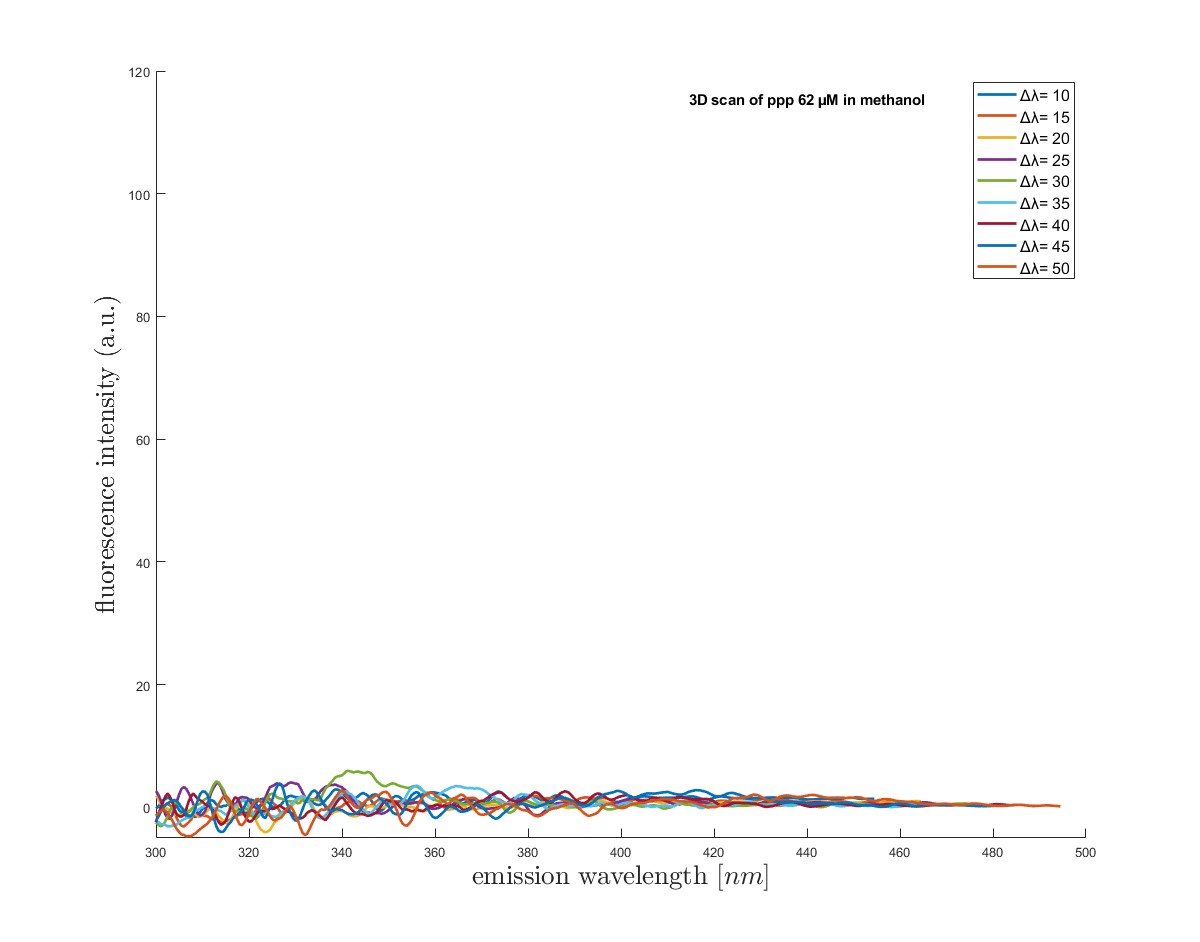 120
3D scan of ppp 62 µM in methanol
Δλ= 10
Δλ= 15
Δλ= 20
Δλ= 25
Δλ= 30
Δλ= 35
Δλ= 40
Δλ= 45
Δλ= 50
100
80
60
40
20
0
fluorescence intensity (a.u.)
300 320 340 360 380 400 420 440 460 480 500
emission wavelength [nm]